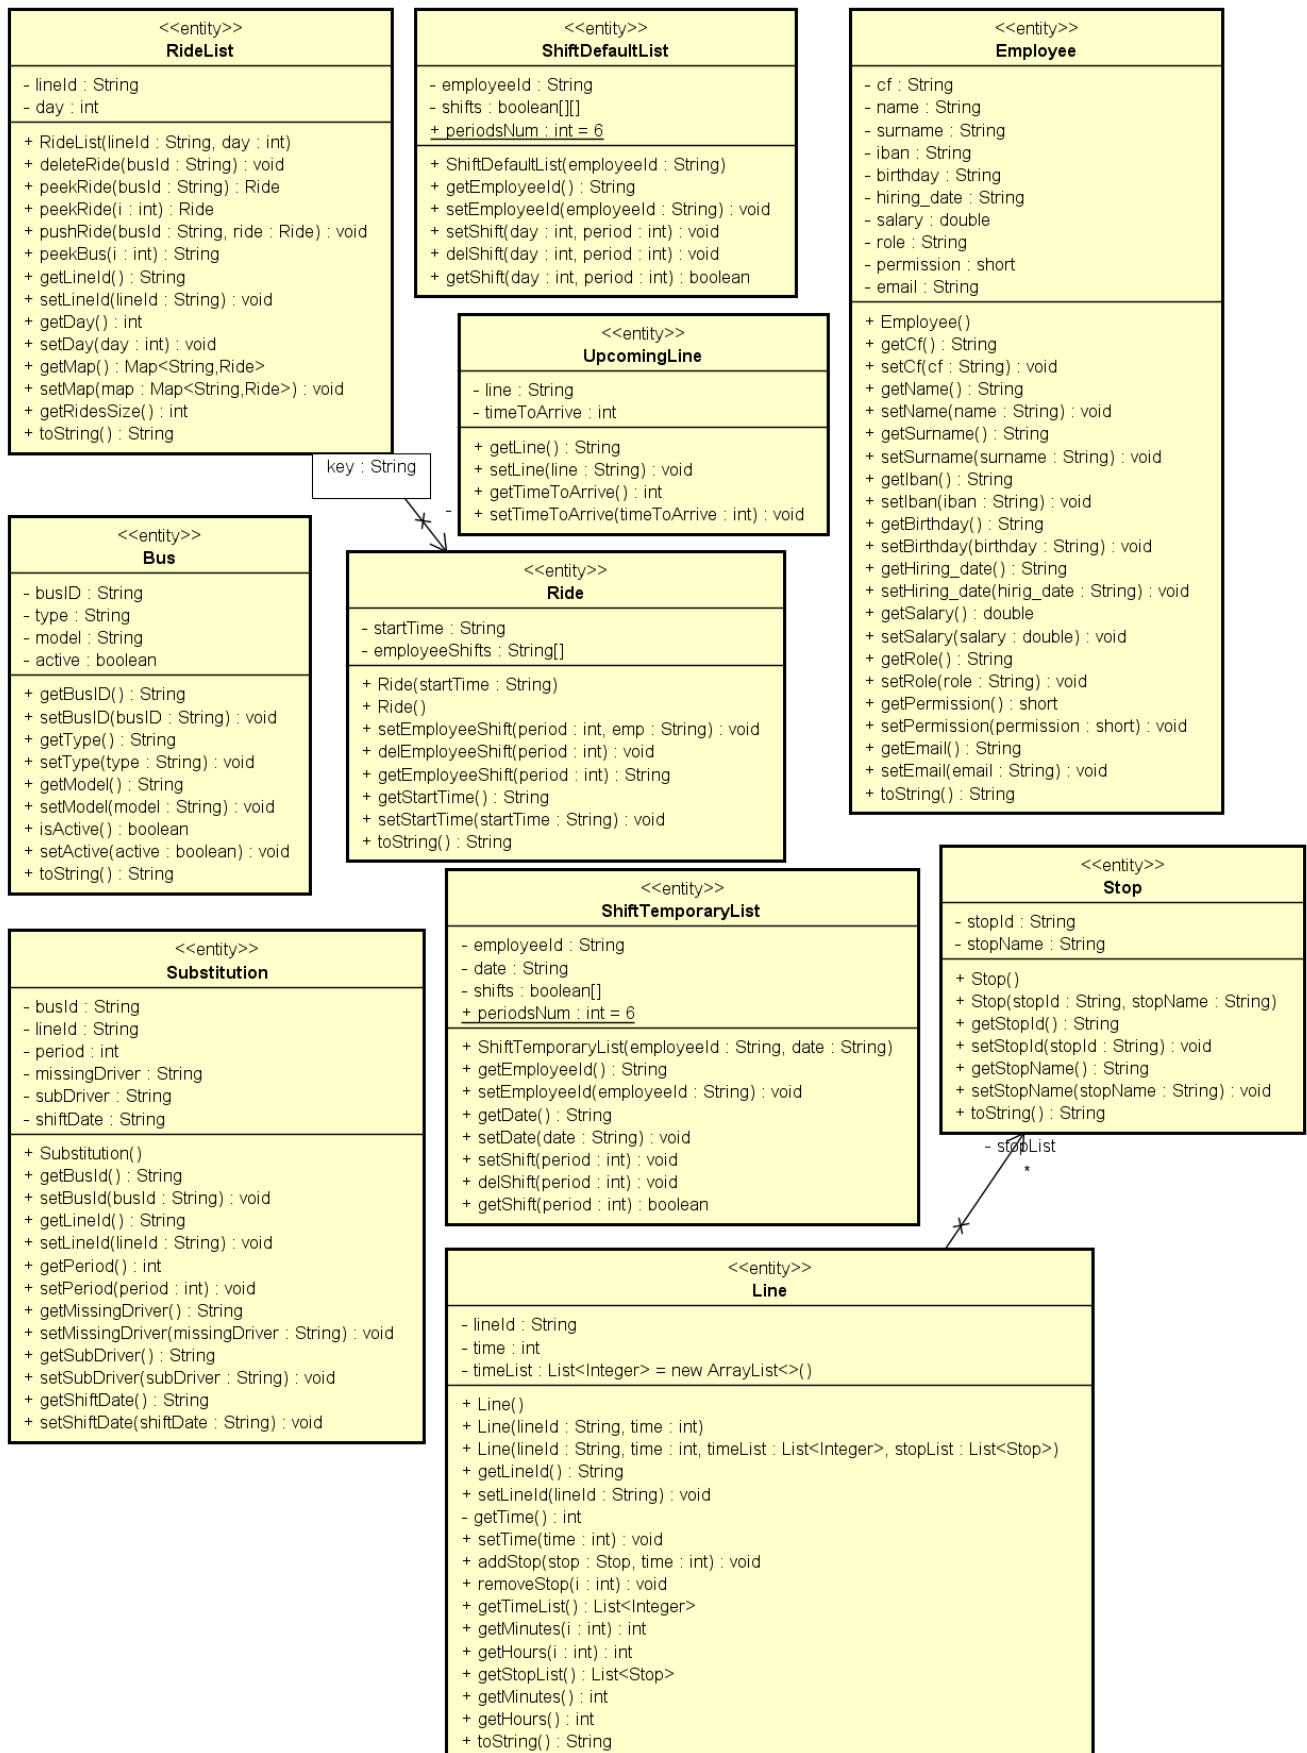 <<entity>>
RideList
- lineId : String
- day : int
+ RideList(lineId : String, day : int)
+ deleteRide(busId : String) : void
+ peekRide(busId : String) : Ride
+ peekRide(i : int) : Ride
+ pushRide(busId : String, ride : Ride) : void
+ peekBus(i : int) : String
+ getLineId() : String
+ setLineId(lineId : String) : void
+ getDay() : int
+ setDay(day : int) : void
+ getMap() : Map<String,Ride>
+ setMap(map : Map<String,Ride>) : void
+ getRidesSize() : int
+ toString() : String
key : String
-
<<entity>>
ShiftDefaultList
- employeeId : String
- shifts : boolean[][]
+ periodsNum : int = 6
+ ShiftDefaultList(employeeId : String)
+ getEmployeeId() : String
+ setEmployeeId(employeeId : String) : void
+ setShift(day : int, period : int) : void
+ delShift(day : int, period : int) : void
+ getShift(day : int, period : int) : boolean
<<entity>>
Employee
- cf : String
- name : String
- surname : String
- iban : String
- birthday : String
- hiring_date : String
- salary : double
- role : String
- permission : short
- email : String
+ Employee()
+ getCf() : String
+ setCf(cf : String) : void
+ getName() : String
+ setName(name : String) : void
+ getSurname() : String
+ setSurname(surname : String) : void
+ getIban() : String
+ setIban(iban : String) : void
+ getBirthday() : String
+ setBirthday(birthday : String) : void
+ getHiring_date() : String
+ setHiring_date(hirig_date : String) : void
+ getSalary() : double
+ setSalary(salary : double) : void
+ getRole() : String
+ setRole(role : String) : void
+ getPermission() : short
+ setPermission(permission : short) : void
+ getEmail() : String
+ setEmail(email : String) : void
+ toString() : String
<<entity>>
UpcomingLine
- line : String
- timeToArrive : int
+ getLine() : String
+ setLine(line : String) : void
+ getTimeToArrive() : int
+ setTimeToArrive(timeToArrive : int) : void
<<entity>>
Bus
- busID : String
- type : String
- model : String
- active : boolean
+ getBusID() : String
+ setBusID(busID : String) : void
+ getType() : String
+ setType(type : String) : void
+ getModel() : String
+ setModel(model : String) : void
+ isActive() : boolean
+ setActive(active : boolean) : void
+ toString() : String
<<entity>>
Ride
- startTime : String
- employeeShifts : String[]
+ Ride(startTime : String)
+ Ride()
+ setEmployeeShift(period : int, emp : String) : void
+ delEmployeeShift(period : int) : void
+ getEmployeeShift(period : int) : String
+ getStartTime() : String
+ setStartTime(startTime : String) : void
+ toString() : String
<<entity>>
Stop
- stopId : String
- stopName : String
+ Stop()
+ Stop(stopId : String, stopName : String)
+ getStopId() : String
+ setStopId(stopId : String) : void
+ getStopName() : String
+ setStopName(stopName : String) : void
+ toString() : String
- stopList
*
<<entity>>
ShiftTemporaryList
- employeeId : String
- date : String
- shifts : boolean[]
+ periodsNum : int = 6
+ ShiftTemporaryList(employeeId : String, date : String)
+ getEmployeeId() : String
+ setEmployeeId(employeeId : String) : void
+ getDate() : String
+ setDate(date : String) : void
+ setShift(period : int) : void
+ delShift(period : int) : void
+ getShift(period : int) : boolean
<<entity>>
Substitution
- busId : String
- lineId : String
- period : int
- missingDriver : String
- subDriver : String
- shiftDate : String
+ Substitution()
+ getBusId() : String
+ setBusId(busId : String) : void
+ getLineId() : String
+ setLineId(lineId : String) : void
+ getPeriod() : int
+ setPeriod(period : int) : void
+ getMissingDriver() : String
+ setMissingDriver(missingDriver : String) : void
+ getSubDriver() : String
+ setSubDriver(subDriver : String) : void
+ getShiftDate() : String
+ setShiftDate(shiftDate : String) : void
<<entity>>
Line
- lineId : String
- time : int
- timeList : List<Integer> = new ArrayList<>()
+ Line()
+ Line(lineId : String, time : int)
+ Line(lineId : String, time : int, timeList : List<Integer>, stopList : List<Stop>)
+ getLineId() : String
+ setLineId(lineId : String) : void
- getTime() : int
+ setTime(time : int) : void
+ addStop(stop : Stop, time : int) : void
+ removeStop(i : int) : void
+ getTimeList() : List<Integer>
+ getMinutes(i : int) : int
+ getHours(i : int) : int
+ getStopList() : List<Stop>
+ getMinutes() : int
+ getHours() : int
+ toString() : String